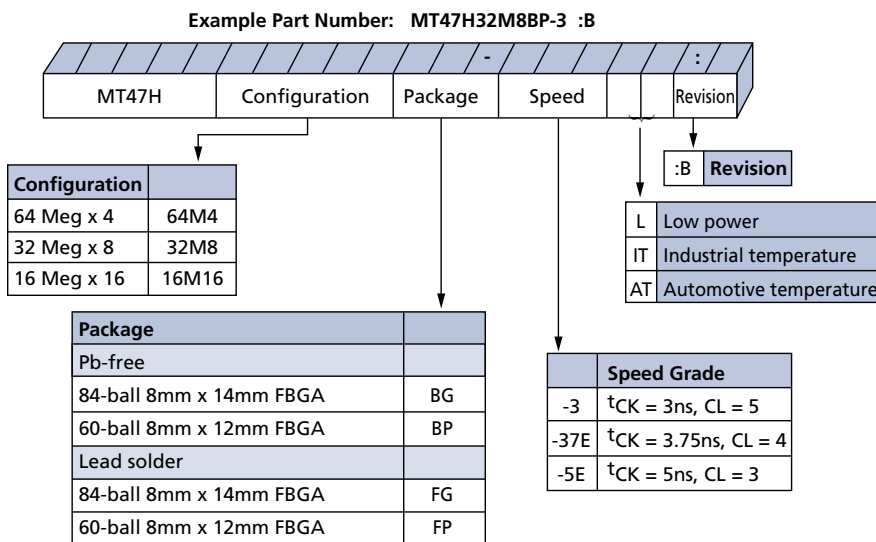 Example Part Number: MT47H32M8BP-3 :B
- :
MT47H Configuration Package Speed Revision
:B Revision
Configuration
64 Meg x 4 64M4
32 Meg x 8 32M8
16 Meg x 16 16M16
L Low power
IT Industrial temperature
AT Automotive temperature
Package
Pb-free
84-ball 8mm x 14mm FBGA BG
60-ball 8mm x 12mm FBGA BP
Lead solder
84-ball 8mm x 14mm FBGA FG
60-ball 8mm x 12mm FBGA FP
Speed Grade
-3 tCK = 3ns, CL = 5
-37E tCK = 3.75ns, CL = 4
-5E tCK = 5ns, CL = 3